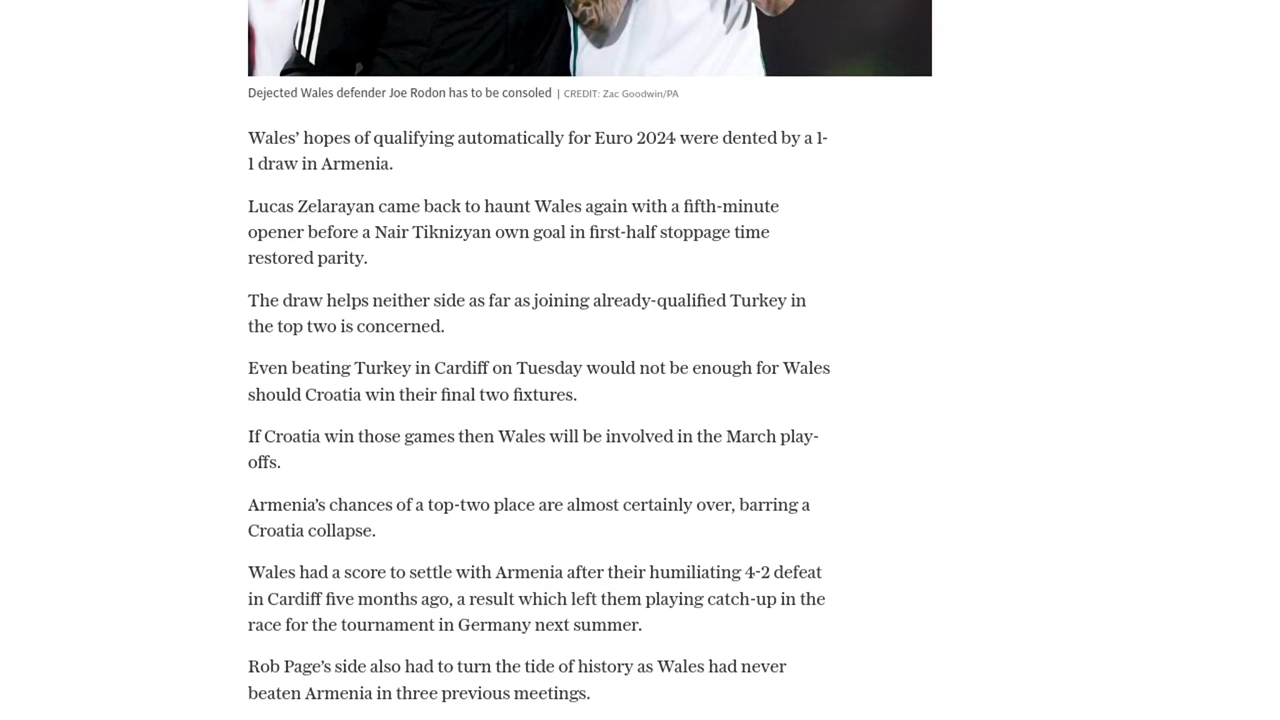 Dejected Wales defender Joe Rodon has to be consoled | CREDIT: Zac Goodwin/PA
Wales’ hopes of qualifying automatically for Euro 2024 were dented by a 1-
1 draw in Armenia.
Lucas Zelarayan came back to haunt Wales again with a fifth-minute
opener before a Nair Tiknizyan own goal in first-half stoppage time
restored parity.
The draw helps neither side as far as joining already-qualified Turkey in
the top two is concerned.
Even beating Turkey in Cardiff on Tuesday would not be enough for Wales
should Croatia win their final two fixtures.
If Croatia win those games then Wales will be involved in the March play-
offs.
Armenia’s chances of a top-two place are almost certainly over, barring a
Croatia collapse.
Wales had a score to settle with Armenia after their humiliating 4-2 defeat
in Cardiff five months ago, a result which left them playing catch-up in the
race for the tournament in Germany next summer.
Rob Page’s side also had to turn the tide of history as Wales had never
beaten Armenia in three previous meetings.